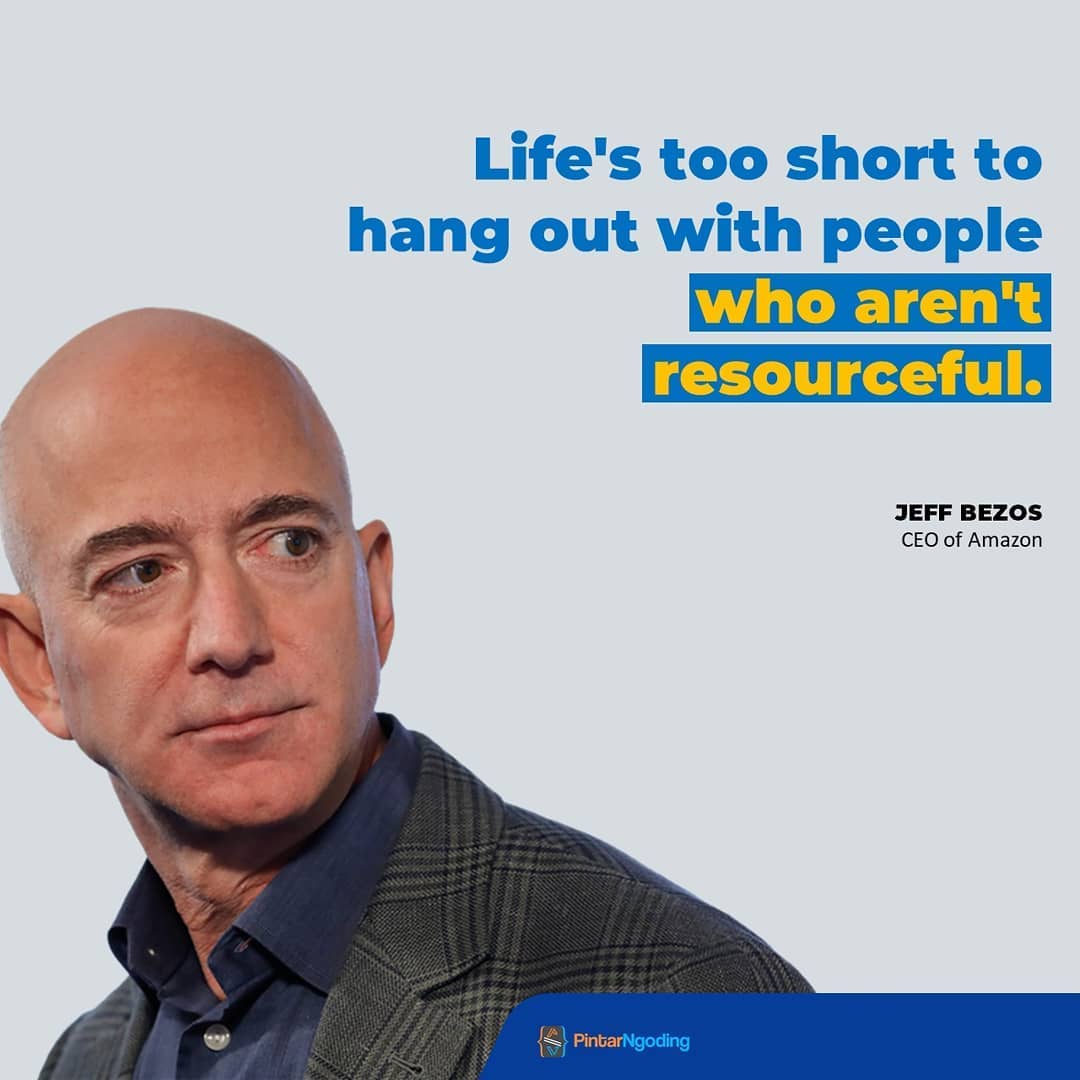 Life's too short to
hang out with people
who aren't
resourceful.
JEFF BEZOS
CEO of Amazon
PintarNgoding